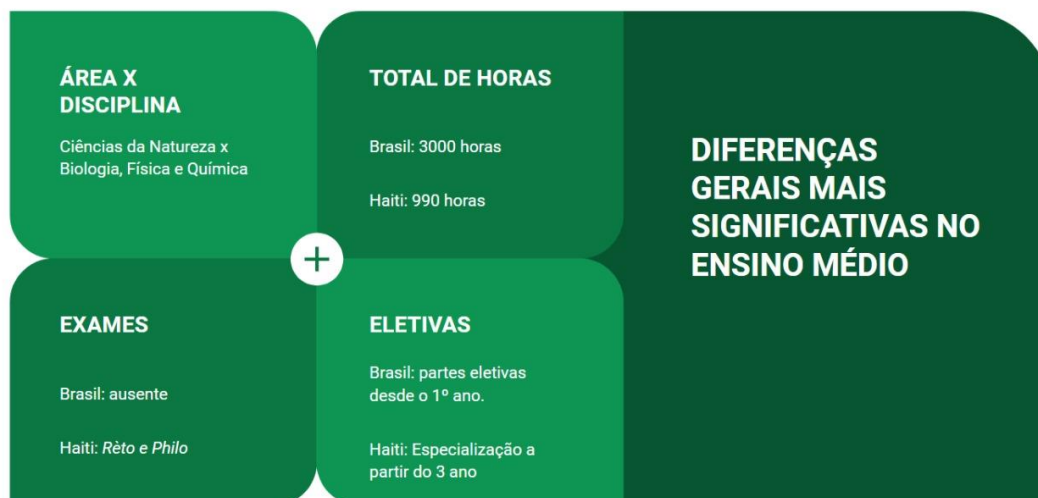 ÁREA X
DISCIPLINA
Ciências da Natureza x
Biologia, Física e Química
TOTAL DE HORAS
Brasil: 3000 horas
Haiti: 990 horas
EXAMES
Brasil: ausente
Haiti: Rèto e Philo
ELETIVAS
Brasil: partes eletivas
desde o 1º ano.
Haiti: Especialização a
partir do 3 ano
DIFERENÇAS
GERAIS MAIS
SIGNIFICATIVAS NO
ENSINO MÉDIO